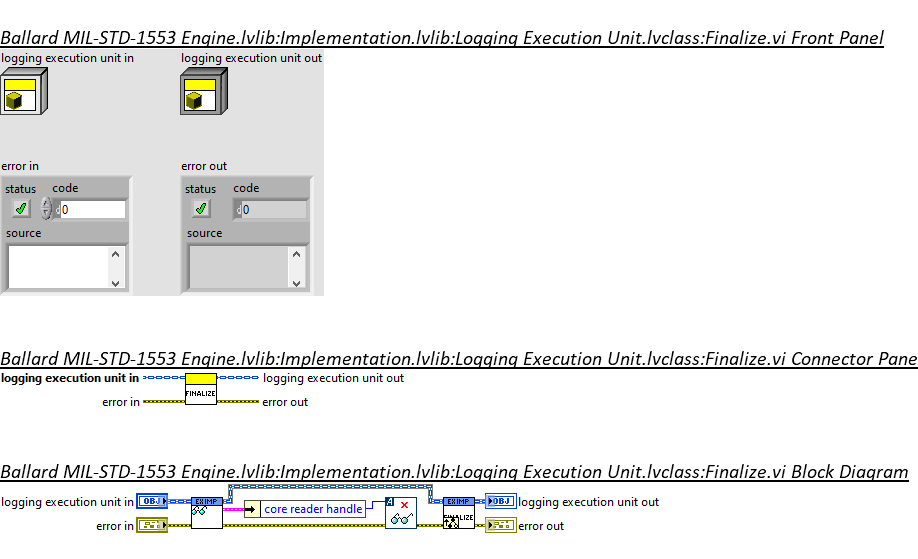 Ballard MIL-STD-1553 Engine.lvlib:Implementation.lvlib:Logging Execution Unit.lvclass:Finalize.vi Front Panel
logging execution unit in logging execution unit out
error in error out
status code status code
0 0
source source
Ballard MIL-STD-1553 Engine.lvlib:Implementation.lvlib:Logging Execution Unit.lvclass:Finalize.vi Connector Pane
logging execution unit in logging execution unit out
FINALIZE
error in error out
Ballard MIL-STD-1553 Engine.lvlib:Implementation.lvlib:Logging Execution Unit.lvclass:Finalize.vi Block Diagram
logging execution unit in OBJ EXIMP EXIMP OBJ logging execution unit out
core reader handle
error in error out